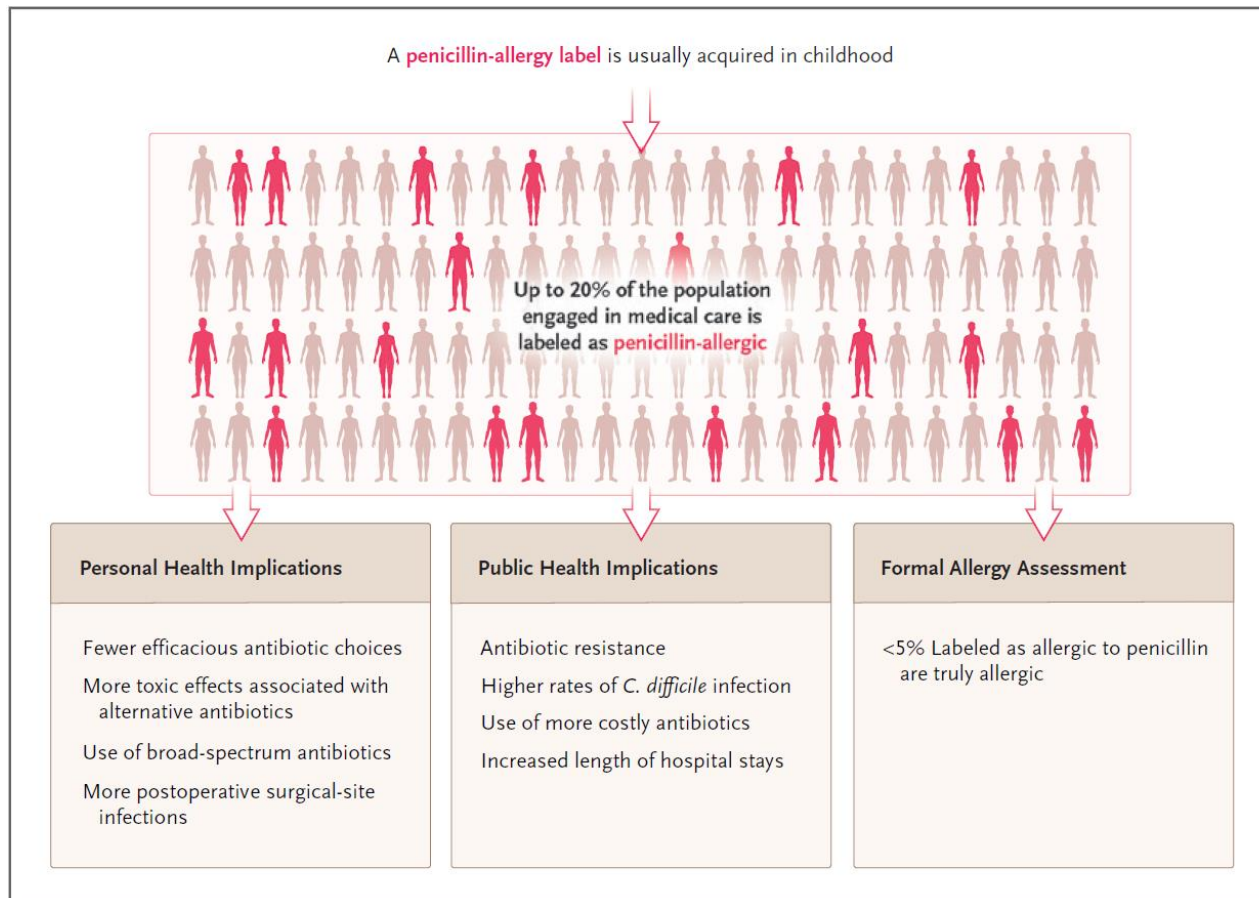 A penicillin-allergy label is usually acquired in childhood
Up to 20% of the population
engaged in medical care is
labeled as penicillin-allergic
Personal Health Implications
Fewer efficacious antibiotic choices
More toxic effects associated with
alternative antibiotics
Use of broad-spectrum antibiotics
More postoperative surgical-site
infections
Public Health Implications
Antibiotic resistance
Higher rates of C. difficile infection
Use of more costly antibiotics
Increased length of hospital stays
Formal Allergy Assessment
<5% Labeled as allergic to penicillin
are truly allergic